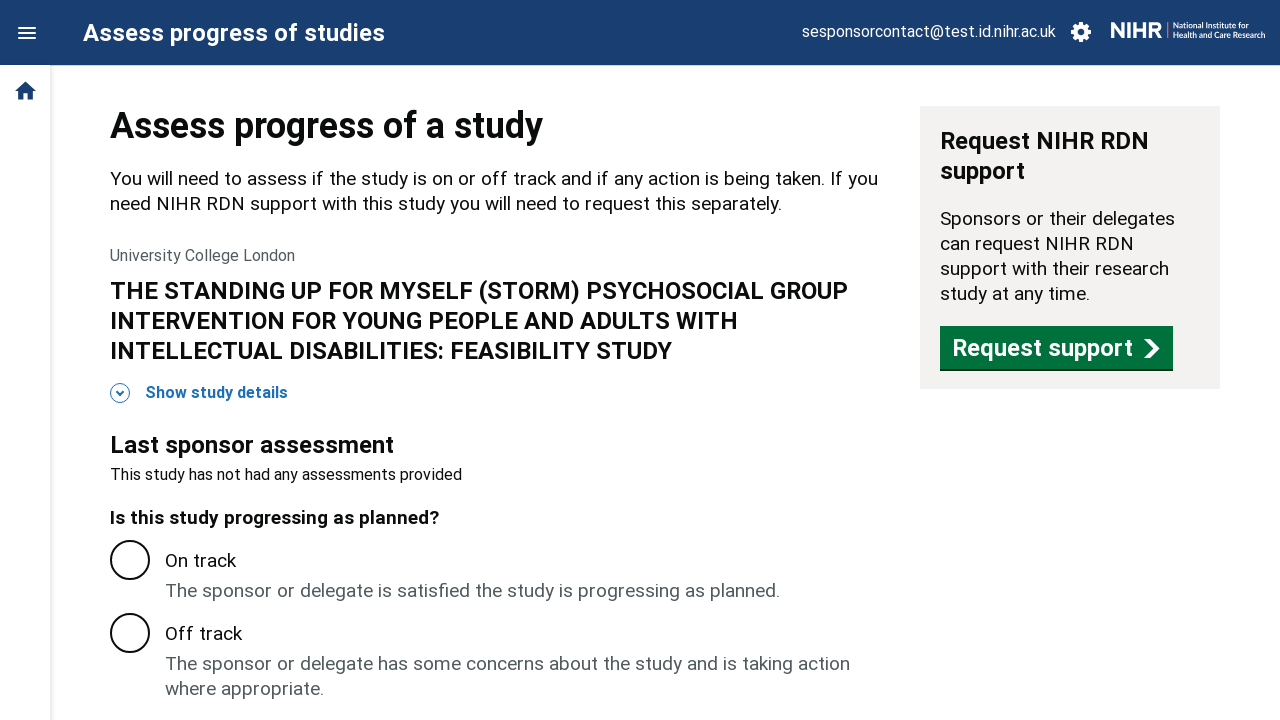 Assess progress of studies
sesponsorcontact@test.id.nihr.ac.uk
NIHR
National Institute for
Health and Care Research
Assess progress of a study
You will need to assess if the study is on or off track and if any action is being taken. If you
need NIHR RDN support with this study you will need to request this separately.
University College London
THE STANDING UP FOR MYSELF (STORM) PSYCHOSOCIAL GROUP
INTERVENTION FOR YOUNG PEOPLE AND ADULTS WITH
INTELLECTUAL DISABILITIES: FEASIBILITY STUDY
Show study details
Last sponsor assessment
This study has not had any assessments provided
Is this study progressing as planned?
On track
The sponsor or delegate is satisfied the study is progressing as planned.
Off track
The sponsor or delegate has some concerns about the study and is taking action
where appropriate.
Request NIHR RDN
support
Sponsors or their delegates
can request NIHR RDN
support with their research
study at any time.
Request support